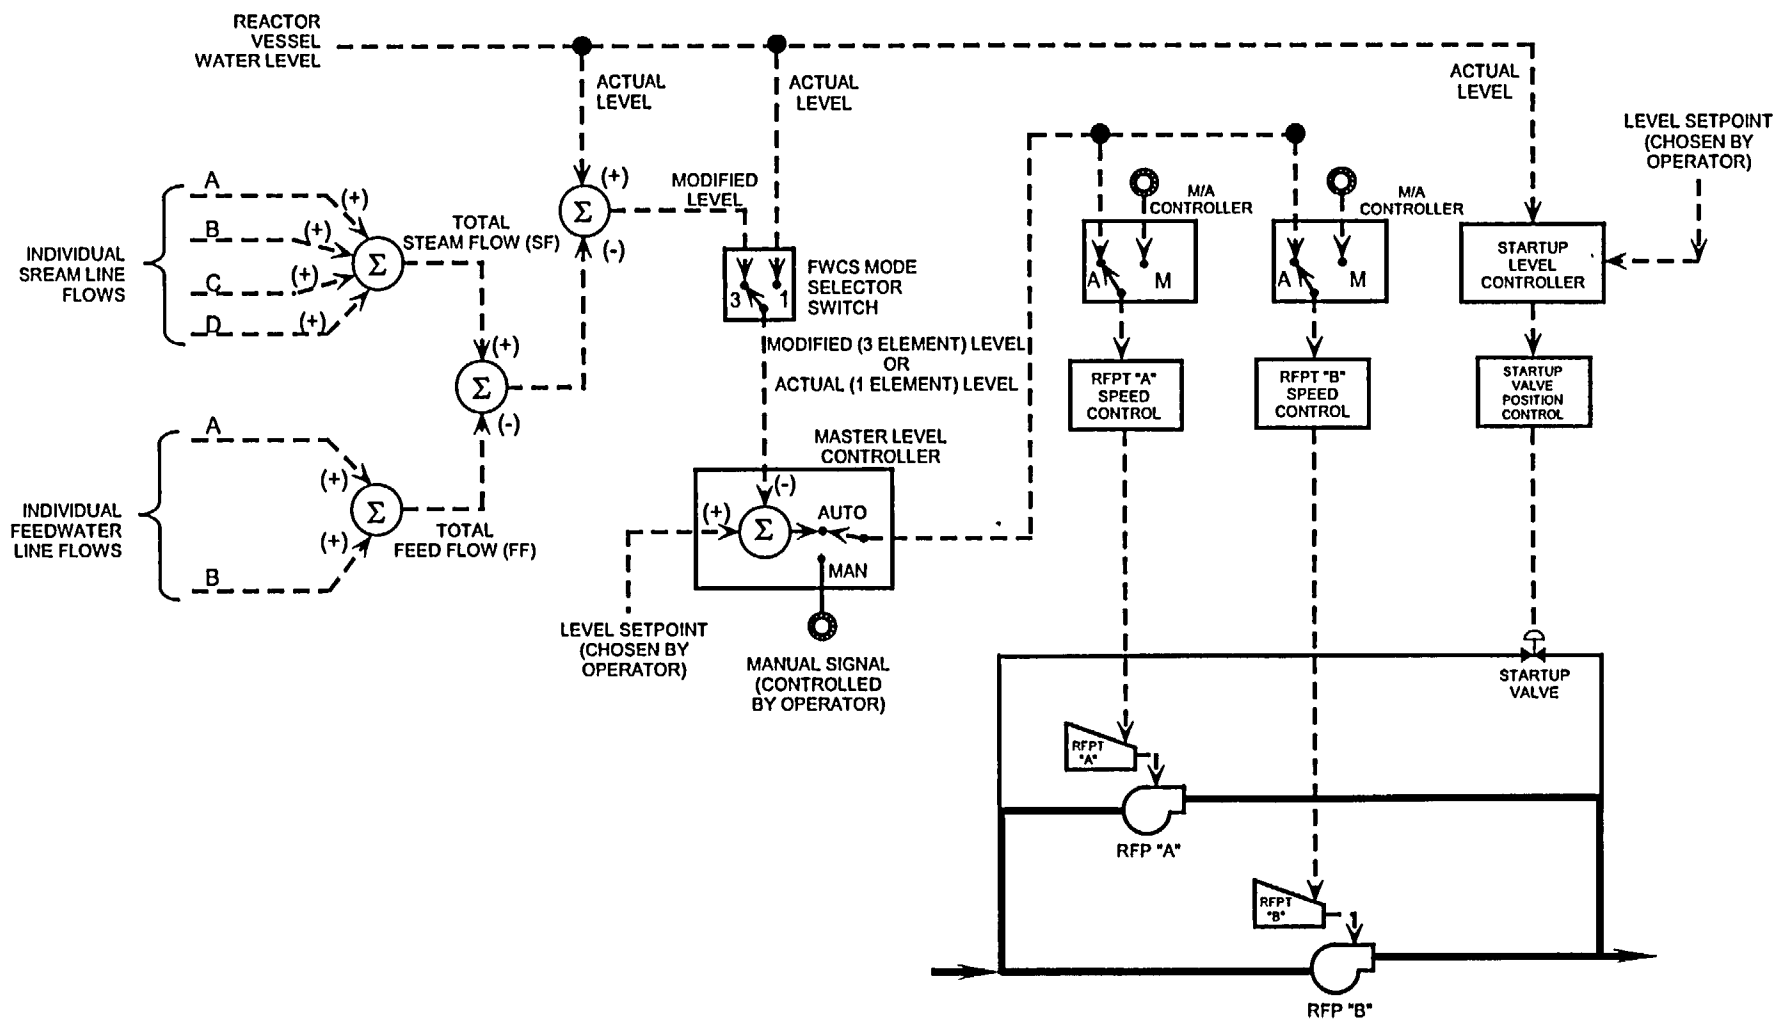 REACTOR
VESSEL
WATER LEVEL
ACTUAL
LEVEL
ACTUAL
LEVEL
ACTUAL
LEVEL
LEVEL SETPOINT
(CHOSEN BY
OPERATOR)
A
(+)
B
(+)
C
(+)
D
(+)
Σ
INDIVIDUAL
SREAM LINE
FLOWS
TOTAL
STEAM FLOW (SF)
(+)
Σ
(-)
MODIFIED
LEVEL
3
1
FWCS MODE
SELECTOR
SWITCH
M/A
CONTROLLER
A
M
M/A
CONTROLLER
A
M
STARTUP
LEVEL
CONTROLLER
(+)
Σ
(-)
MODIFIED (3 ELEMENT) LEVEL
OR
ACTUAL (1 ELEMENT) LEVEL
RFPT "A"
SPEED
CONTROL
RFPT "B"
SPEED
CONTROL
STARTUP
VALVE
POSITION
CONTROL
A
(+)
Σ
(+)
B
INDIVIDUAL
FEEDWATER
LINE FLOWS
TOTAL
FEED FLOW (FF)
MASTER LEVEL
CONTROLLER
(-)
(+)
Σ
AUTO
MAN
LEVEL SETPOINT
(CHOSEN BY
OPERATOR)
MANUAL SIGNAL
(CONTROLLED
BY OPERATOR)
STARTUP
VALVE
RFPT
"A"
RFP "A"
RFPT
"B"
RFP "B"